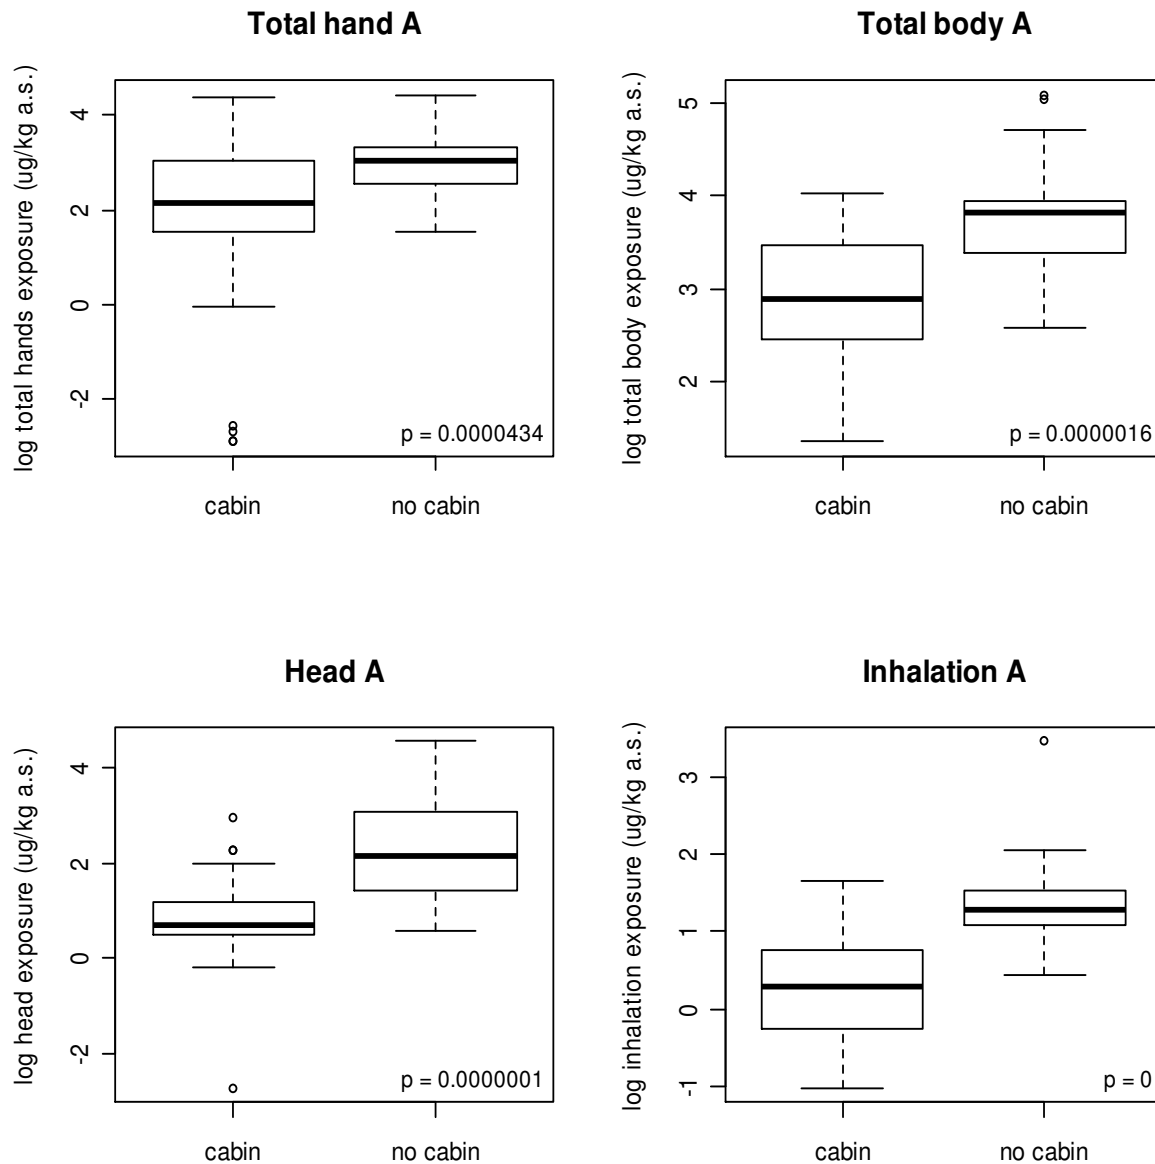 Total hand A
log total hands exposure (ug/kg a.s.)
4
2
0
-2
p = 0.0000434
cabin
no cabin
Total body A
log total body exposure (ug/kg a.s.)
5
4
3
2
p = 0.0000016
cabin
no cabin
Head A
log head exposure (ug/kg a.s.)
4
2
0
-2
p = 0.0000001
cabin
no cabin
Inhalation A
log inhalation exposure (ug/kg a.s.)
3
2
1
0
-1
p = 0
cabin
no cabin